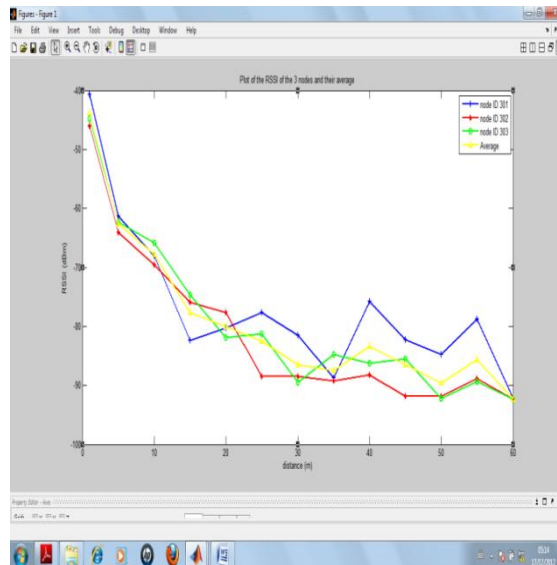 Figures - Figure 1
File Edit View Insert Tools Debug Desktop Window Help
Plot of the RSSI of the 3 nodes and their average
node ID 301
node ID 302
node ID 303
Average
-40
-50
-60
-70
-80
-90
-100
RSSI (dBm)
0 10 20 30 40 50 60
distance (m)
Property Editor - Axes
05:14